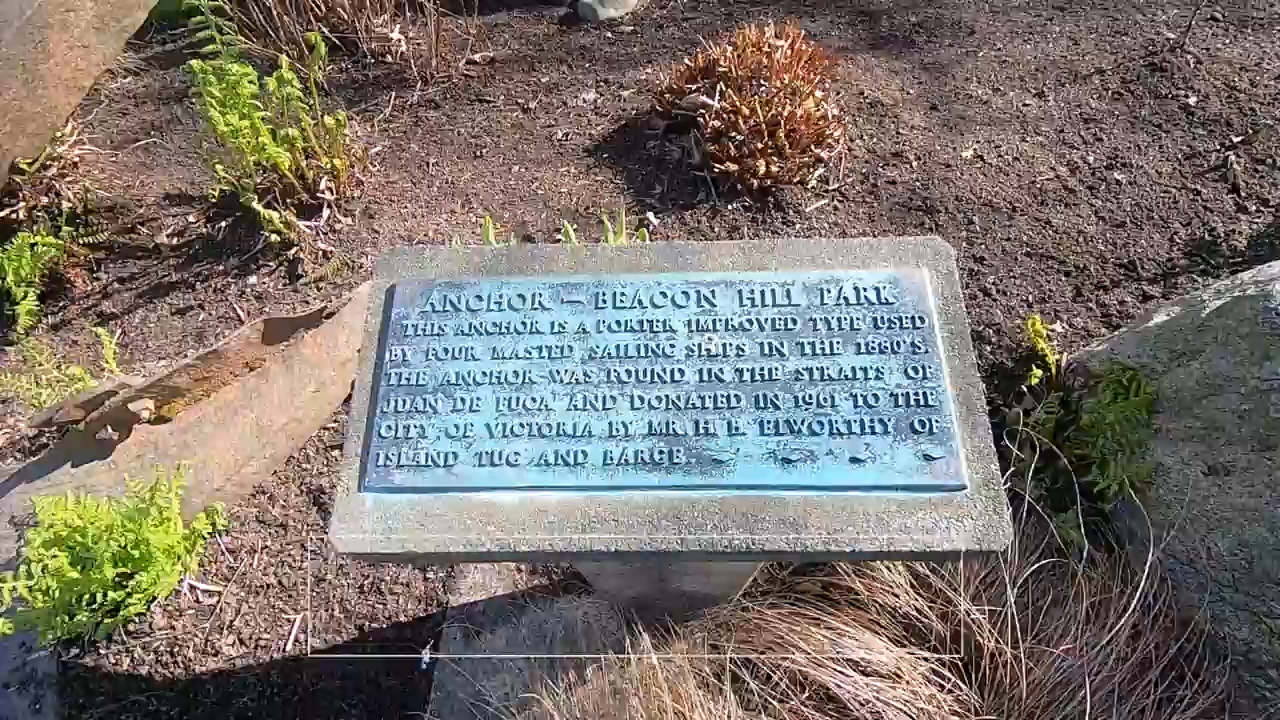 ANCHOR — BEACON HILL PARK
THIS ANCHOR IS A PORTER IMPROVED TYPE USED
BY FOUR MASTED SAILING SHIPS IN THE 1880'S.
THE ANCHOR WAS FOUND IN THE STRAITS OF
JUAN DE FUCA AND DONATED IN 1961 TO THE
CITY OF VICTORIA BY MR. H. B. ELWORTHY OF
ISLAND TUG AND BARGE.